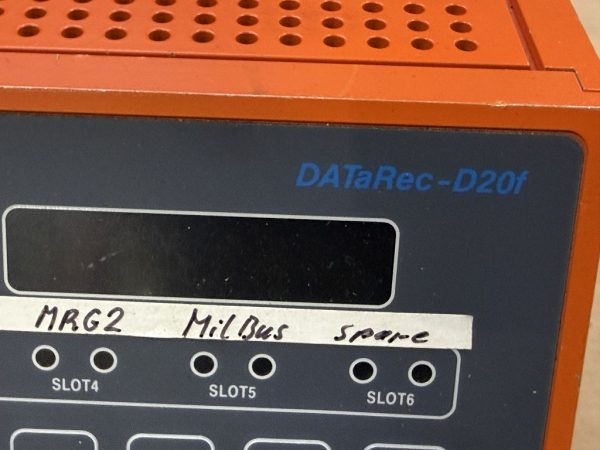 DATaRec-D20f
MRG2 MilBus spare
SLOT4 SLOT5 SLOT6